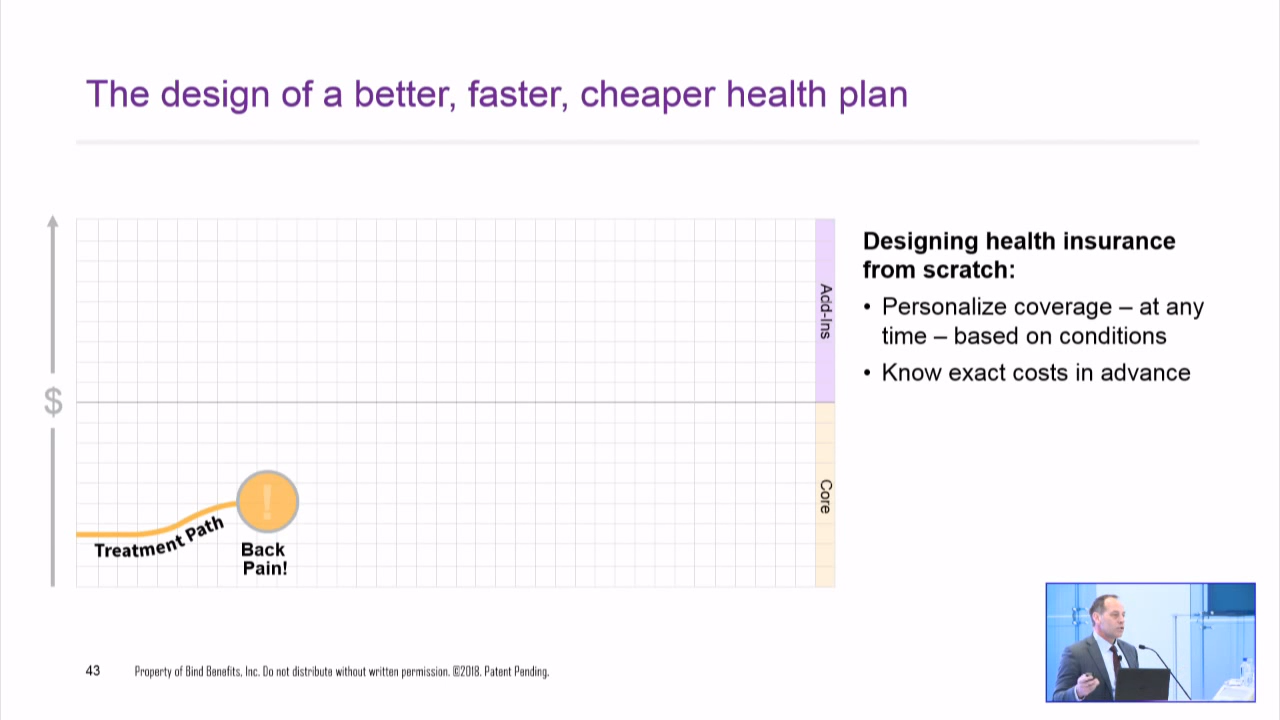 The design of a better, faster, cheaper health plan
Designing health insurance
from scratch:
• Personalize coverage – at any
time – based on conditions
• Know exact costs in advance
Add-Ins
$
Core
!
Treatment Path
Back
Pain!
43
Property of Bind Benefits, Inc. Do not distribute without written permission. ©2018. Patent Pending.